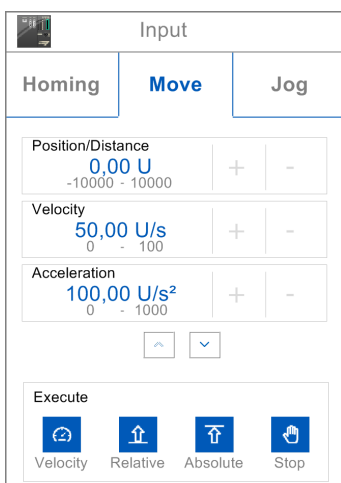 Input
Homing Move Jog
Position/Distance
0,00 U + -
-10000 - 10000
Velocity
50,00 U/s + -
0 - 100
Acceleration
100,00 U/s² + -
0 - 1000
Execute
Velocity Relative Absolute Stop